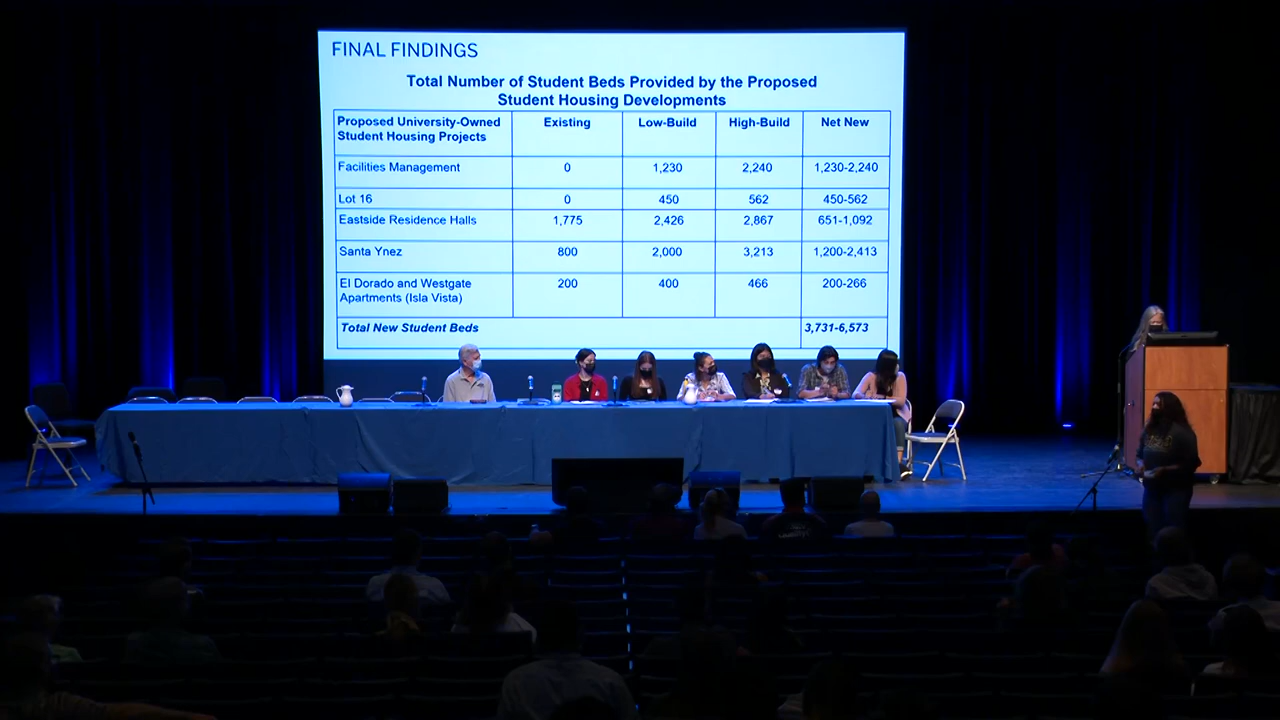 FINAL FINDINGS
Total Number of Student Beds Provided by the Proposed
Student Housing Developments
Proposed University-Owned Student Housing Projects Existing Low-Build High-Build Net New
Facilities Management 0 1,230 2,240 1,230-2,240
Lot 16 0 450 562 450-562
Eastside Residence Halls 1,775 2,426 2,867 651-1,092
Santa Ynez 800 2,000 3,213 1,200-2,413
El Dorado and Westgate Apartments (Isla Vista) 200 400 466 200-266
Total New Student Beds 3,731-6,573